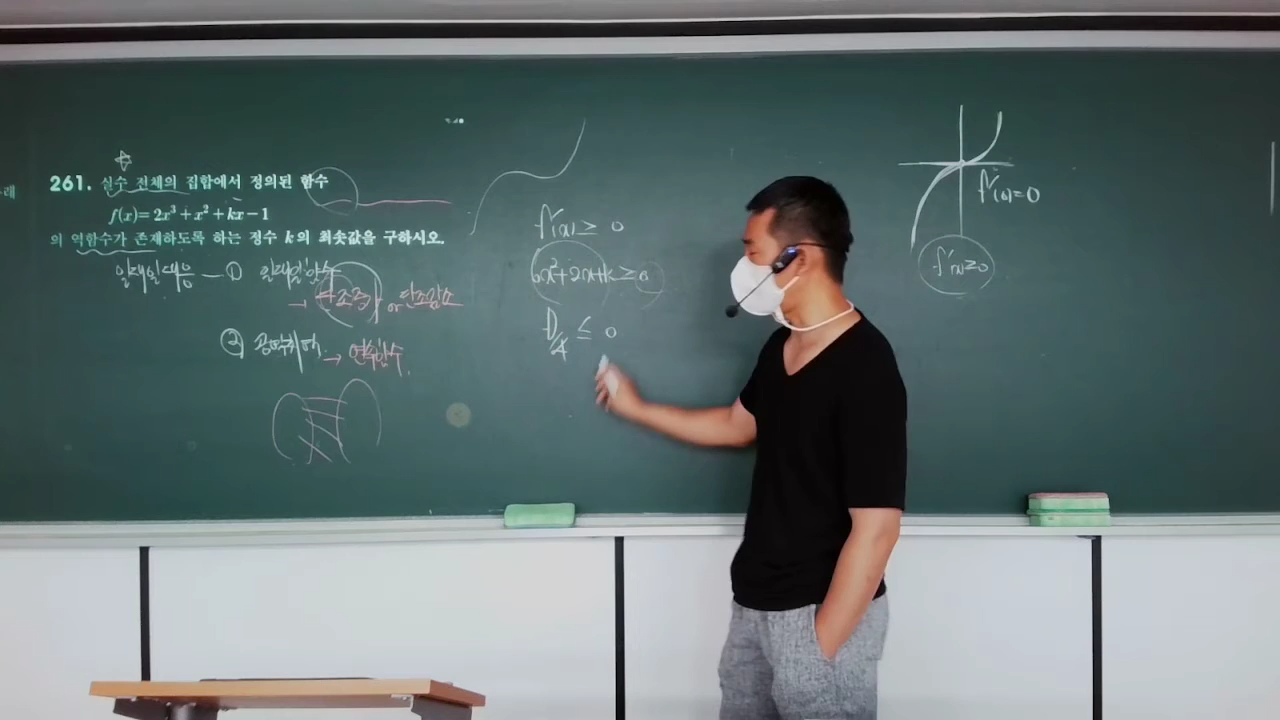 261. 실수 전체의 집합에서 정의된 함수
f(x)=2x³+x²+kx-1
의 역함수가 존재하도록 하는 정수 k의 최솟값을 구하시오.
일대일대응 — ① 일대일함수
→ 단조증가 or 단조감소
② 공역=치역 → 연속함수
f'(x) ≥ 0
6x²+2x+k ≥ 0
D/4 ≤ 0
f'(0)=0
f'(x)≥0